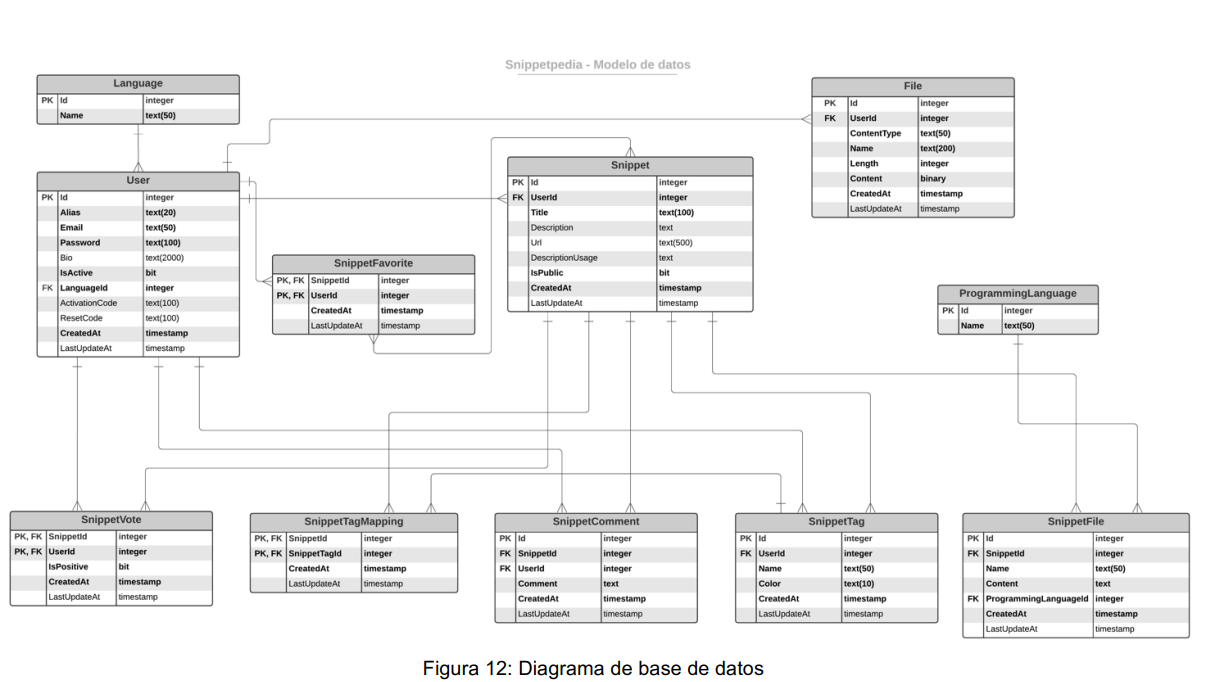 Snippetpedia - Modelo de datos
Language
PK Id integer
Name text(50)
File
PK Id integer
FK UserId integer
ContentType text(50)
Name text(200)
Length integer
Content binary
CreatedAt timestamp
LastUpdateAt timestamp
User
PK Id integer
Alias text(20)
Email text(50)
Password text(100)
Bio text(2000)
IsActive bit
FK LanguageId integer
ActivationCode text(100)
ResetCode text(100)
CreatedAt timestamp
LastUpdateAt timestamp
Snippet
PK Id integer
FK UserId integer
Title text(100)
Description text
Url text(500)
DescriptionUsage text
IsPublic bit
CreatedAt timestamp
LastUpdateAt timestamp
SnippetFavorite
PK, FK SnippetId integer
PK, FK UserId integer
CreatedAt timestamp
LastUpdateAt timestamp
ProgrammingLanguage
PK Id integer
Name text(50)
SnippetVote
PK, FK SnippetId integer
PK, FK UserId integer
IsPositive bit
CreatedAt timestamp
LastUpdateAt timestamp
SnippetTagMapping
PK, FK SnippetId integer
PK, FK SnippetTagId integer
CreatedAt timestamp
LastUpdateAt timestamp
SnippetComment
PK Id integer
FK SnippetId integer
FK UserId integer
Comment text
CreatedAt timestamp
LastUpdateAt timestamp
SnippetTag
PK Id integer
FK UserId integer
Name text(50)
Color text(10)
CreatedAt timestamp
LastUpdateAt timestamp
SnippetFile
PK Id integer
FK SnippetId integer
Name text(50)
Content text
FK ProgrammingLanguageId integer
CreatedAt timestamp
LastUpdateAt timestamp
Figura 12: Diagrama de base de datos